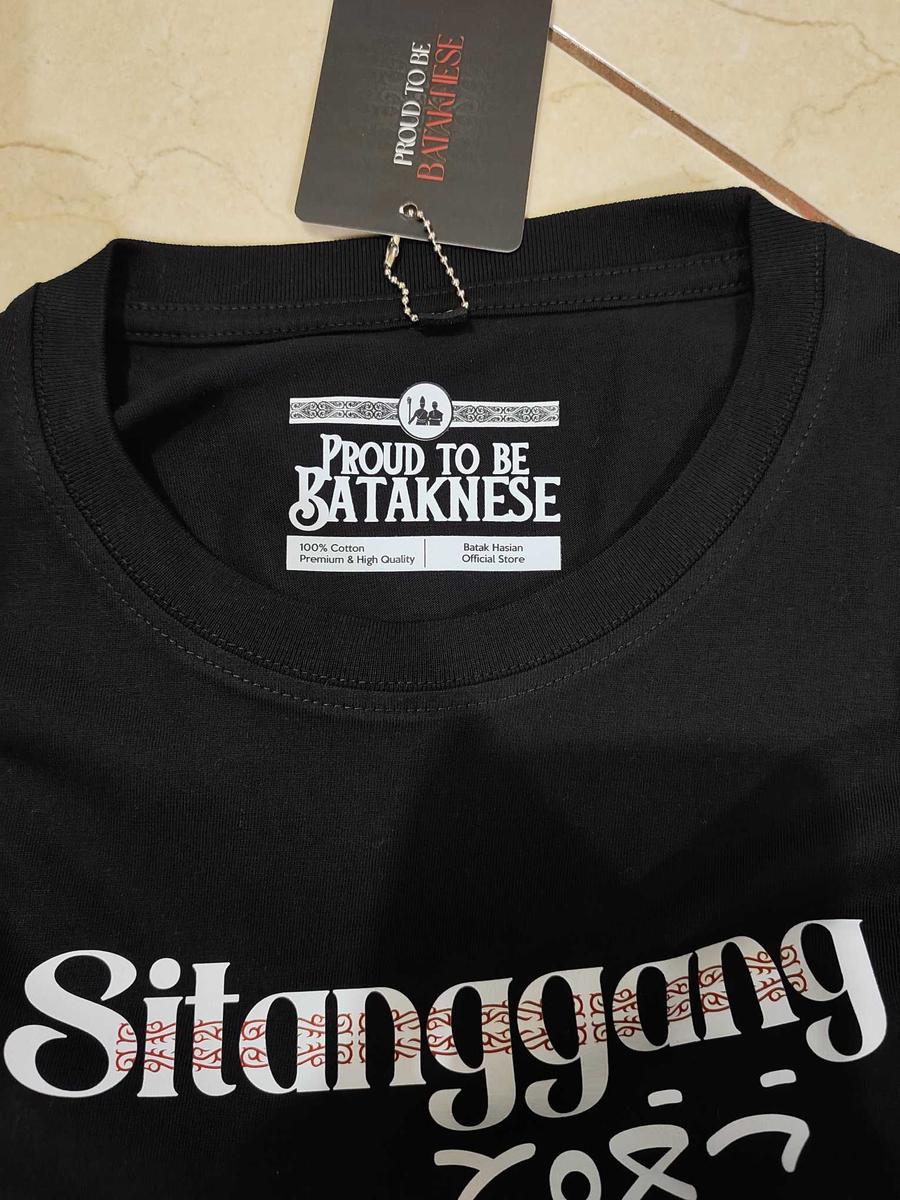 PROUD TO BE
BATAKNESE
PROUD TO BE
BATAKNESE
100% Cotton
Premium & High Quality
Batak Hasian
Official Store
Sitanggang